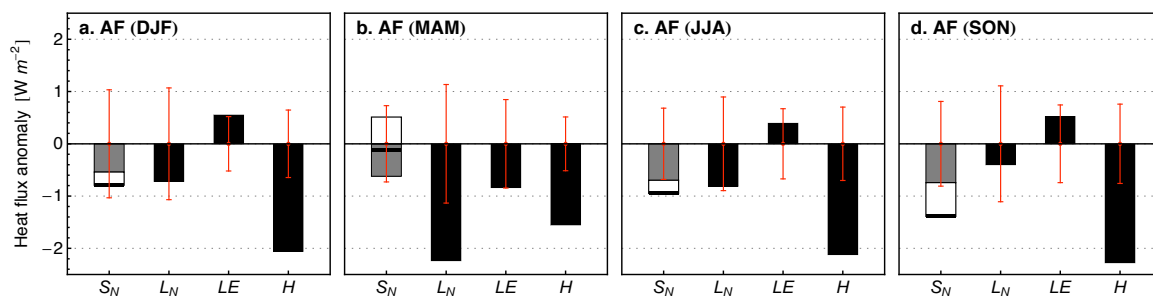 a. AF (DJF)
b. AF (MAM)
c. AF (JJA)
d. AF (SON)
Heat flux anomaly [W m⁻²]
2
1
0
−1
−2
S_N L_N LE H
S_N L_N LE H
S_N L_N LE H
S_N L_N LE H